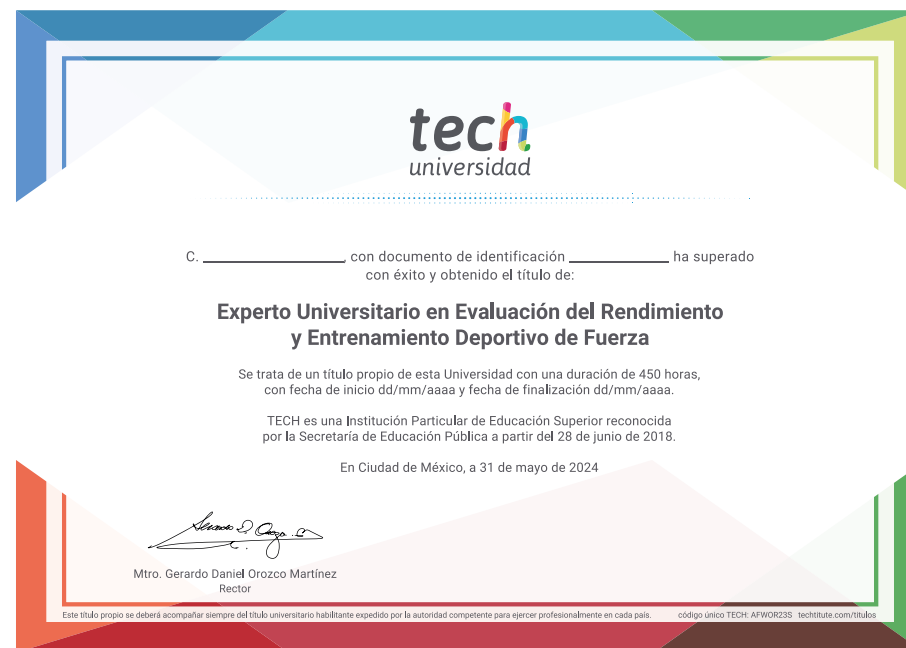 tech
universidad
C. ____________________, con documento de identificación ______________ ha superado
con éxito y obtenido el título de:
Experto Universitario en Evaluación del Rendimiento
y Entrenamiento Deportivo de Fuerza
Se trata de un título propio de esta Universidad con una duración de 450 horas,
con fecha de inicio dd/mm/aaaa y fecha de finalización dd/mm/aaaa.
TECH es una Institución Particular de Educación Superior reconocida
por la Secretaría de Educación Pública a partir del 28 de junio de 2018.
En Ciudad de México, a 31 de mayo de 2024
Mtro. Gerardo Daniel Orozco Martínez
Rector
Este título propio se deberá acompañar siempre del título universitario habilitante expedido por la autoridad competente para ejercer profesionalmente en cada país. código único TECH: AFWOR23S techtitute.com/titulos